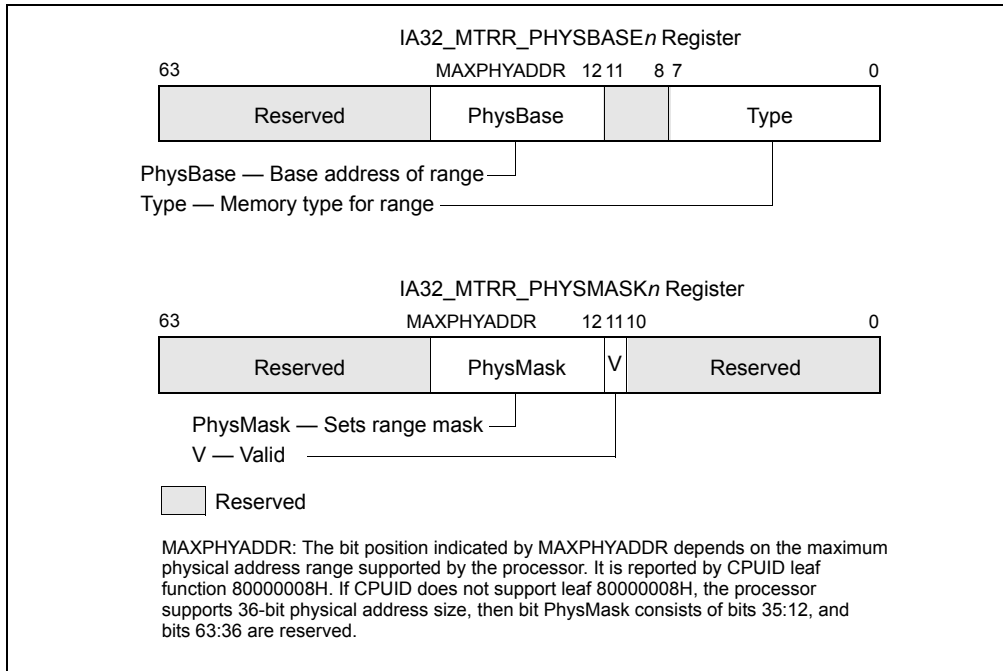 IA32_MTRR_PHYSBASEn Register
63 MAXPHYADDR 12 11 8 7 0
Reserved PhysBase Type
PhysBase — Base address of range
Type — Memory type for range
IA32_MTRR_PHYSMASKn Register
63 MAXPHYADDR 12 11 10 0
Reserved PhysMask V Reserved
PhysMask — Sets range mask
V — Valid
Reserved
MAXPHYADDR: The bit position indicated by MAXPHYADDR depends on the maximum
physical address range supported by the processor. It is reported by CPUID leaf
function 80000008H. If CPUID does not support leaf 80000008H, the processor
supports 36-bit physical address size, then bit PhysMask consists of bits 35:12, and
bits 63:36 are reserved.